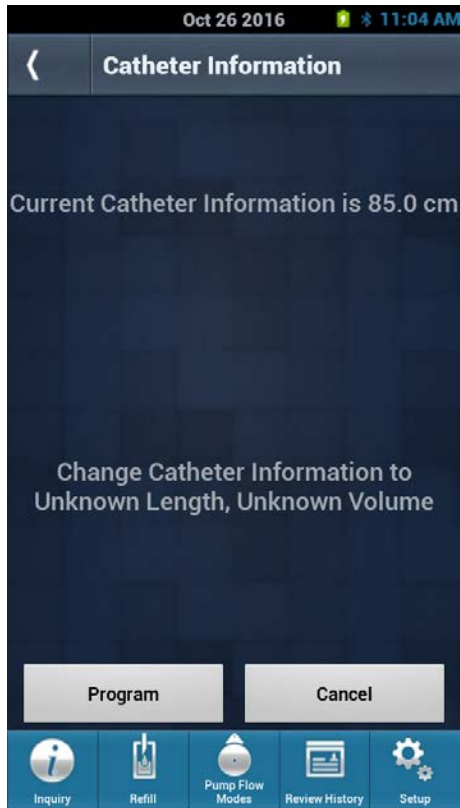 Oct 26 2016 11:04 AM
Catheter Information
Current Catheter Information is 85.0 cm
Change Catheter Information to
Unknown Length, Unknown Volume
Program Cancel
Inquiry Refill Pump Flow Modes Review History Setup